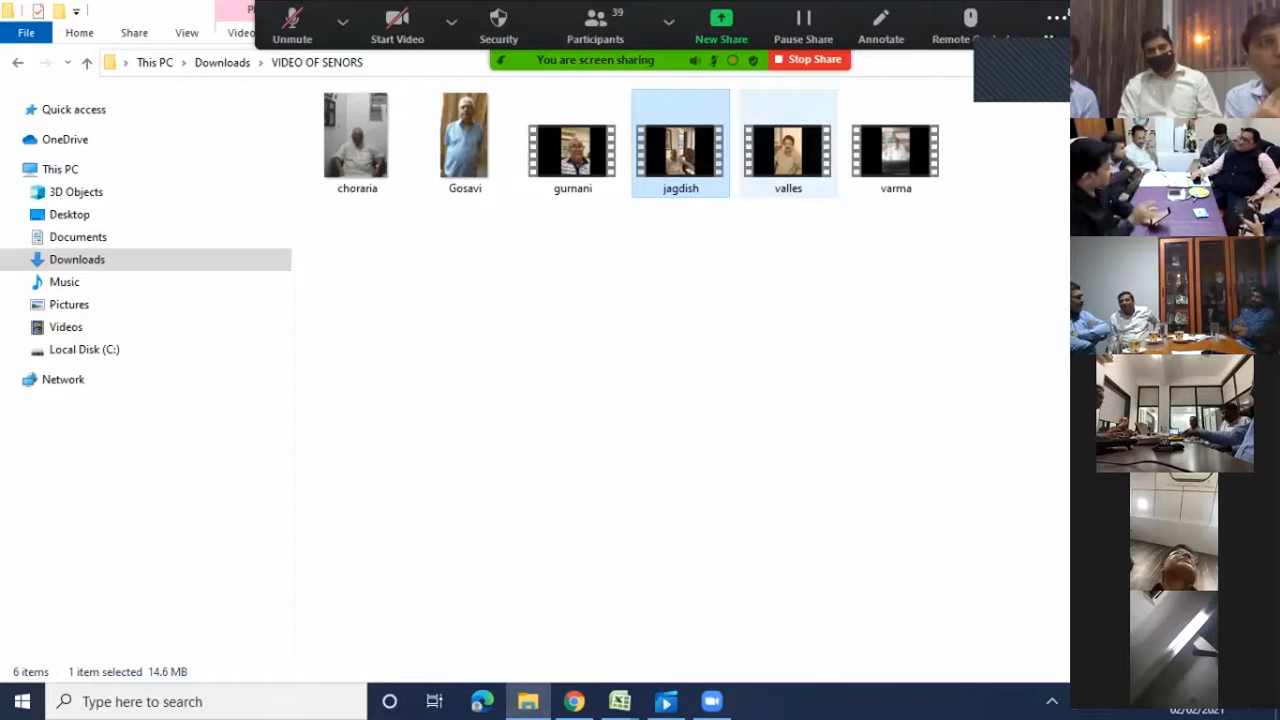 39
Unmute Start Video Security Participants New Share Pause Share Annotate
File Home Share View
You are screen sharing Stop Share
This PC Downloads VIDEO OF SENORS
Quick access
OneDrive
This PC
3D Objects
Desktop
Documents
Downloads
Music
Pictures
Videos
Local Disk (C:)
Network
choraria Gosavi gurnani jagdish valles varma
6 items 1 item selected 14.6 MB
Type here to search
02/02/2021